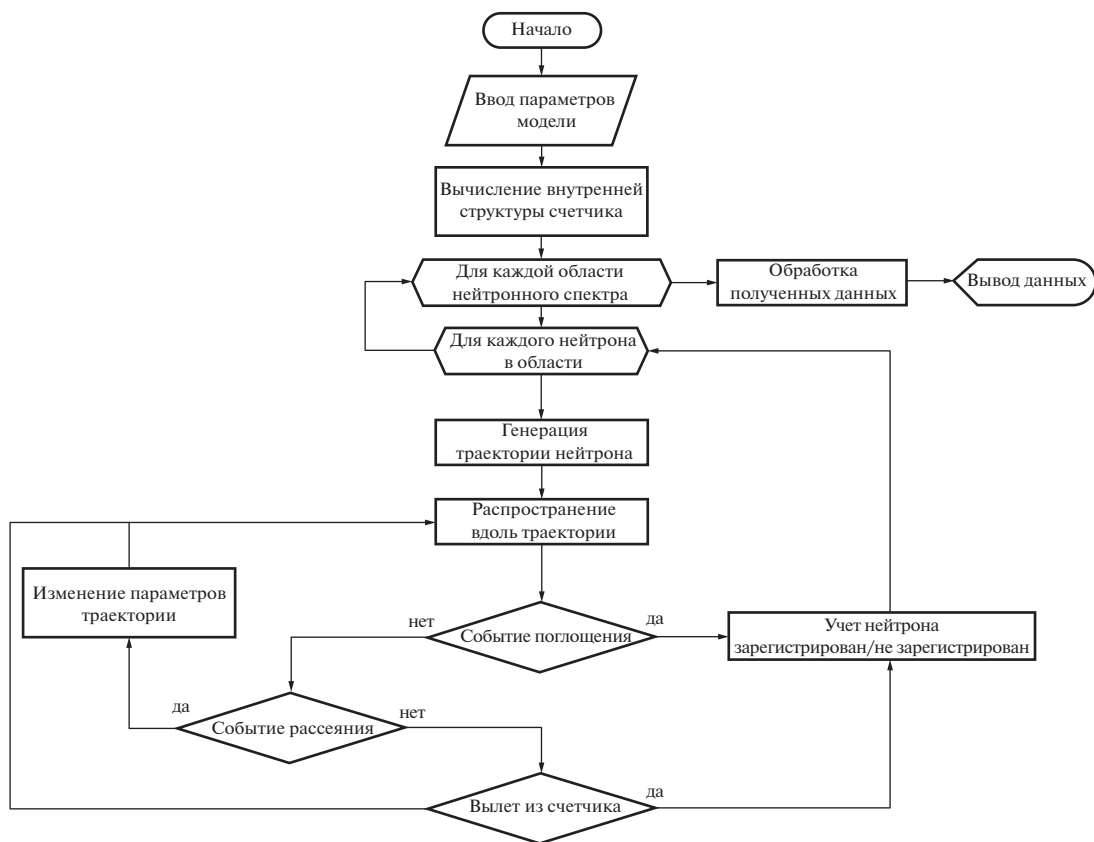 Начало
Ввод параметров
модели
Вычисление внутренней
структуры счетчика
Для каждой области
нейтронного спектра
Обработка
полученных данных
Вывод данных
Для каждого нейтрона
в области
Генерация
траектории нейтрона
Распространение
вдоль траектории
Изменение параметров
траектории
нет
Событие поглощения
да
Учет нейтрона
зарегистрирован/не зарегистрирован
да
Событие рассеяния
нет
Вылет из счетчика
да